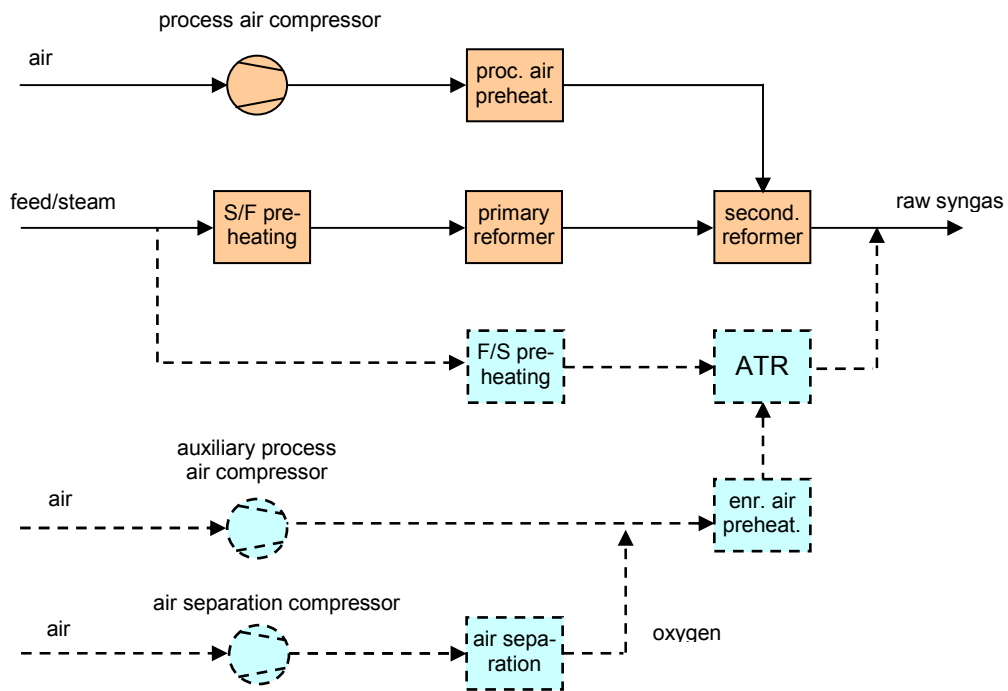 process air compressor
air
proc. air
preheat.
feed/steam
S/F pre-
heating
primary
reformer
second.
reformer
raw syngas
F/S pre-
heating
ATR
auxiliary process
air compressor
air
enr. air
preheat.
air separation compressor
air
air sepa-
ration
oxygen